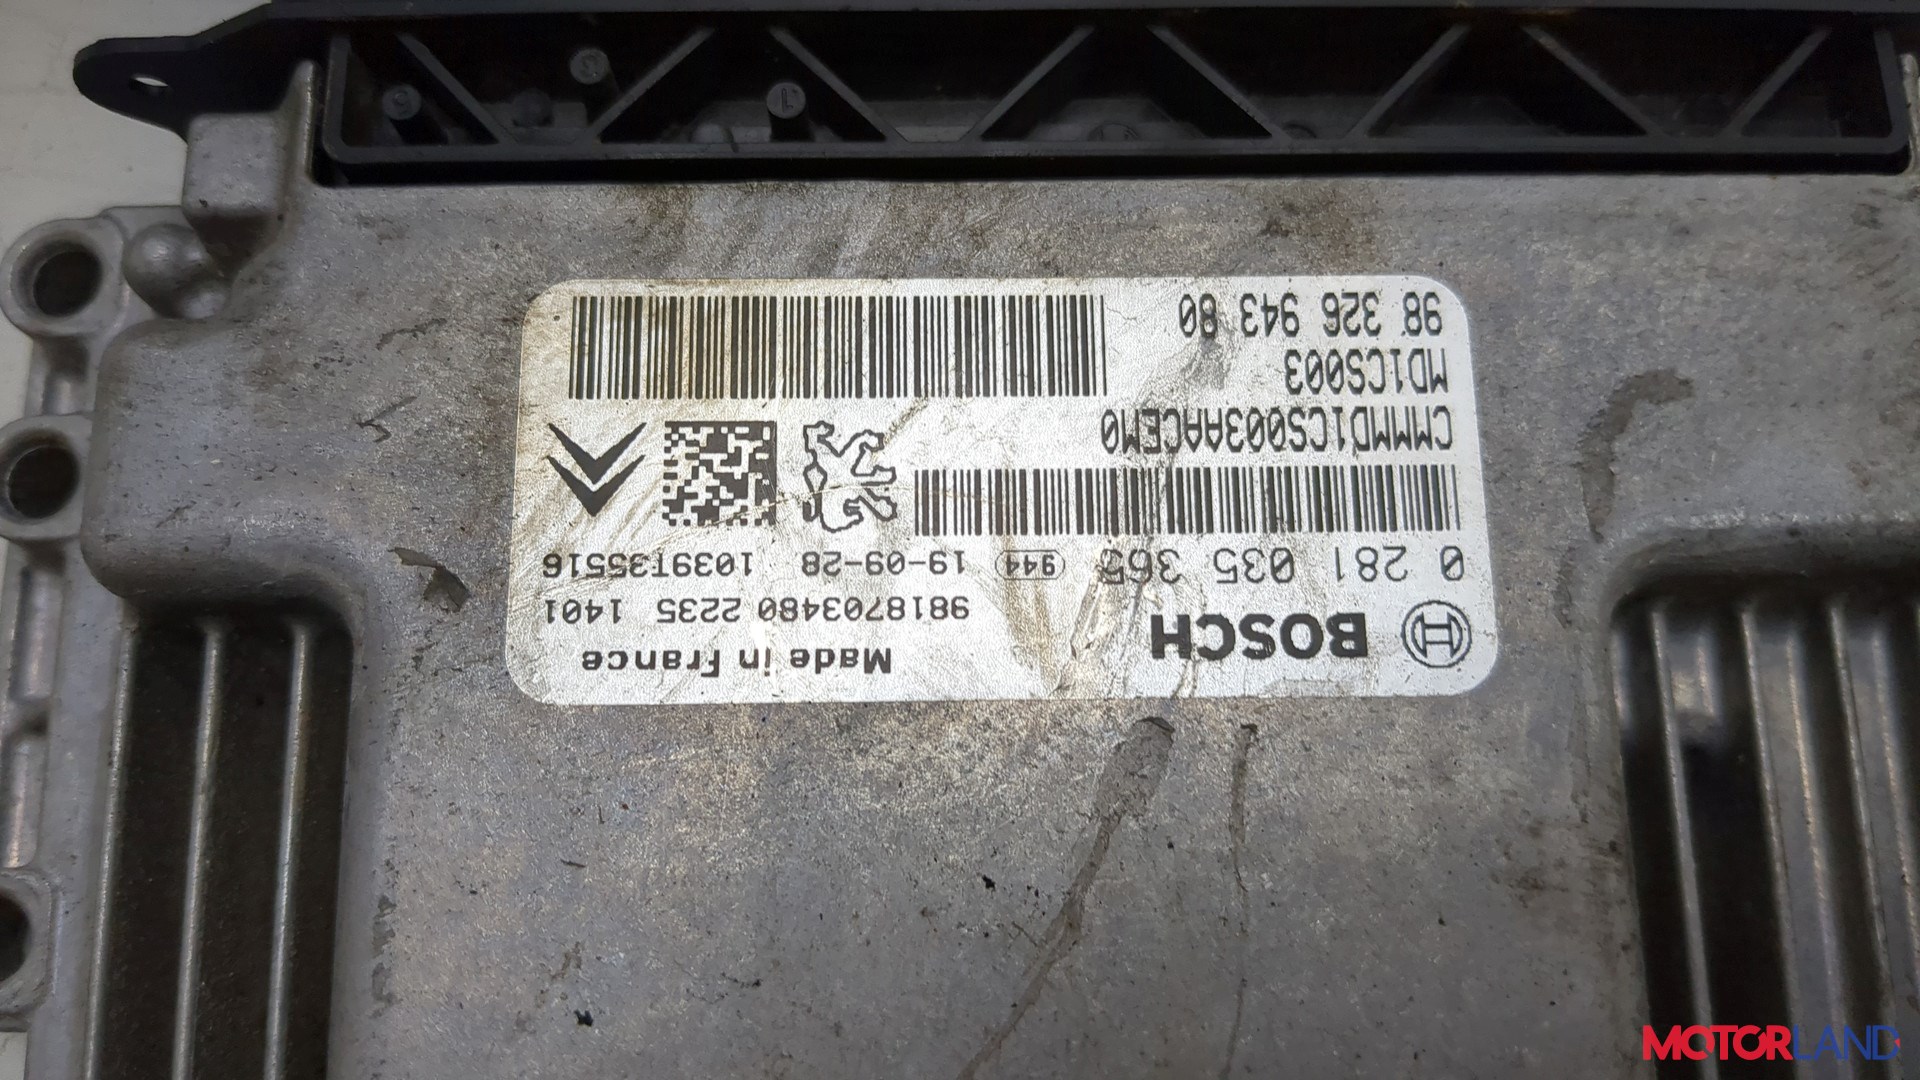 BOSCH
Made in France
9818703480 2235 1401
0 281 035 365
944
19-09-28 1039T35516
CMMMD1CS003AACEM0
MD1CS003
98 326 943 80
MOTORLAND